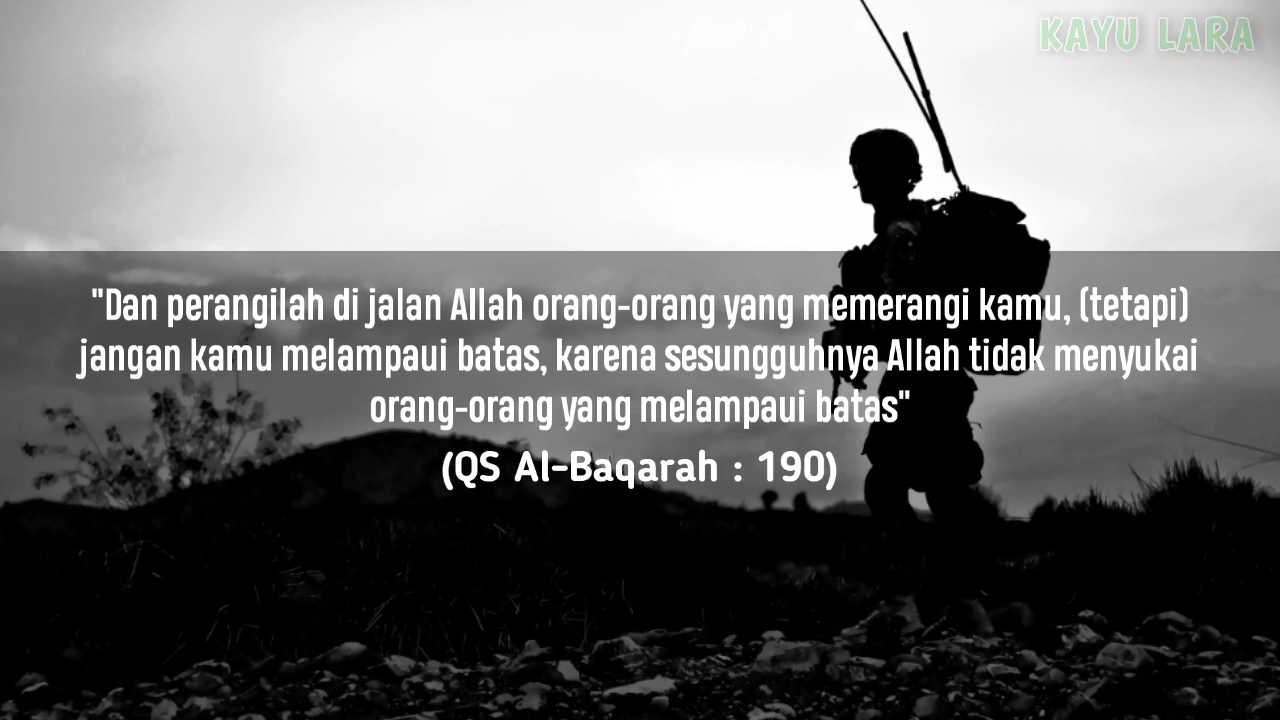 KAYU LARA
"Dan perangilah di jalan Allah orang-orang yang memerangi kamu, (tetapi)
jangan kamu melampaui batas, karena sesungguhnya Allah tidak menyukai
orang-orang yang melampaui batas"
(QS Al-Baqarah : 190)